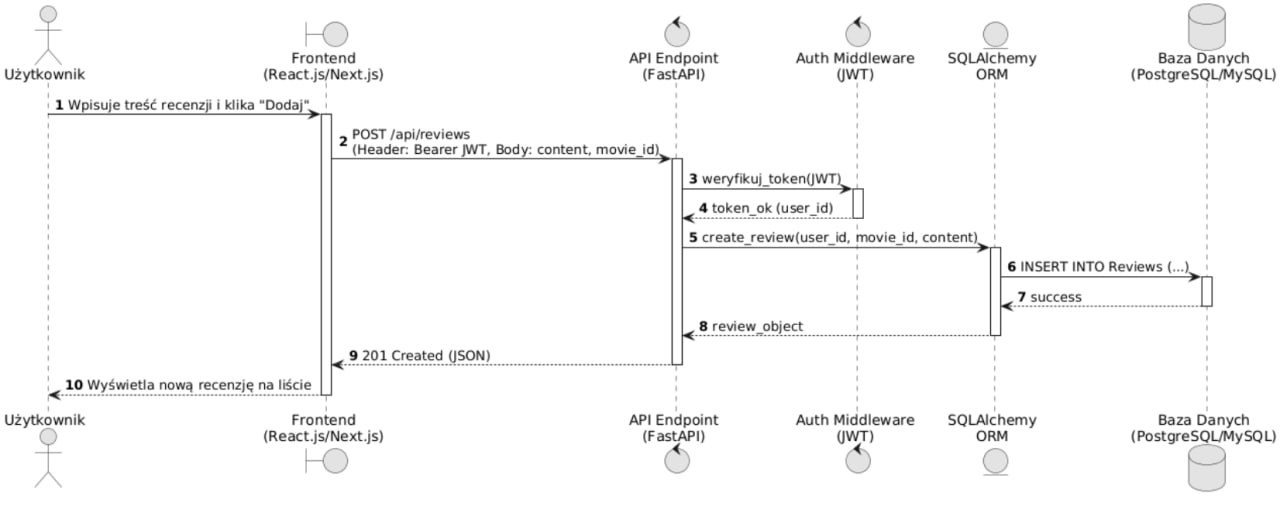 Użytkownik
Frontend
(React.js/Next.js)
API Endpoint
(FastAPI)
Auth Middleware
(JWT)
SQLAlchemy
ORM
Baza Danych
(PostgreSQL/MySQL)
1 Wpisuje treść recenzji i klika "Dodaj"
2 POST /api/reviews
(Header: Bearer JWT, Body: content, movie_id)
3 weryfikuj_token(JWT)
4 token_ok (user_id)
5 create_review(user_id, movie_id, content)
6 INSERT INTO Reviews (...)
7 success
8 review_object
9 201 Created (JSON)
10 Wyświetla nową recenzję na liście
Użytkownik
Frontend
(React.js/Next.js)
API Endpoint
(FastAPI)
Auth Middleware
(JWT)
SQLAlchemy
ORM
Baza Danych
(PostgreSQL/MySQL)